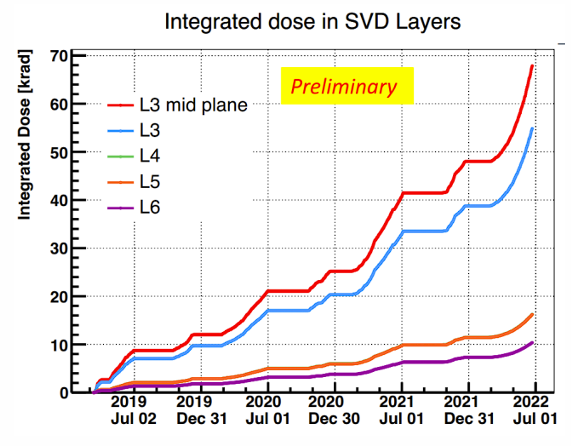 Integrated dose in SVD Layers
Integrated Dose [krad]
70
60
50
40
30
20
10
0
Preliminary
L3 mid plane
L3
L4
L5
L6
2019 2019 2020 2020 2021 2021 2022
Jul 02 Dec 31 Jul 01 Dec 30 Jul 01 Dec 31 Jul 01